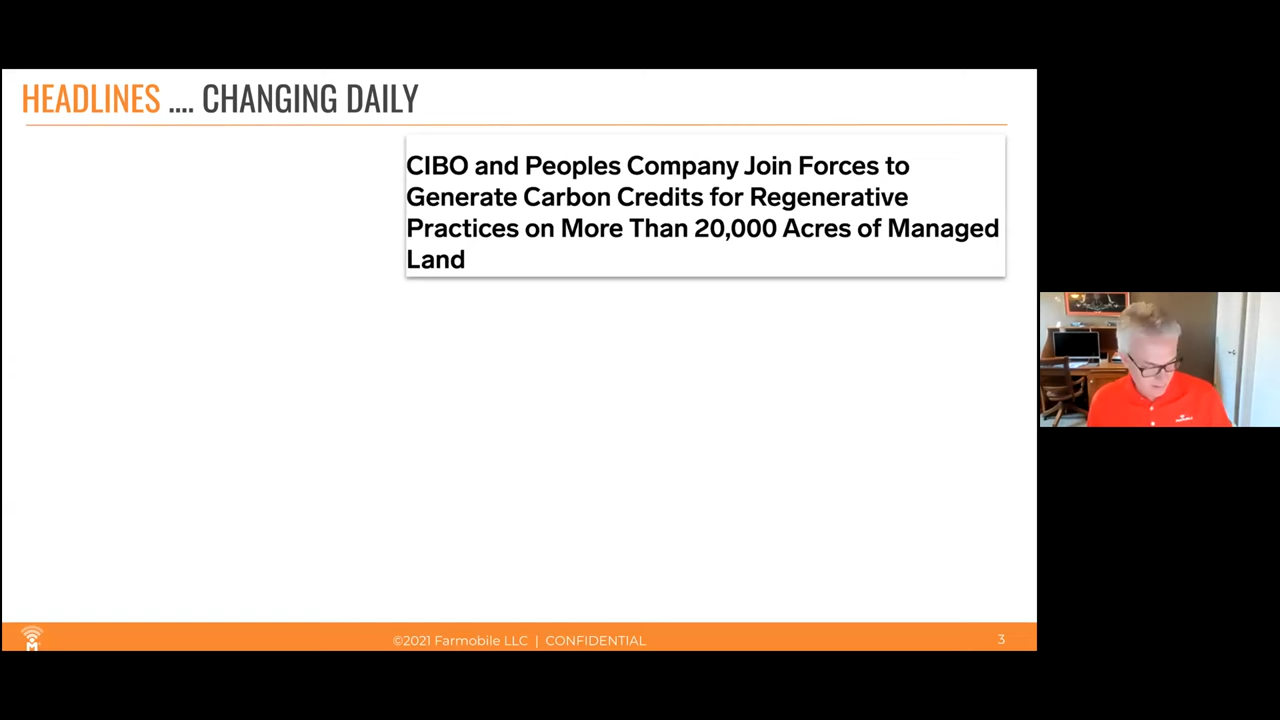 HEADLINES .... CHANGING DAILY
CIBO and Peoples Company Join Forces to
Generate Carbon Credits for Regenerative
Practices on More Than 20,000 Acres of Managed
Land
©2021 Farmobile LLC | CONFIDENTIAL
3